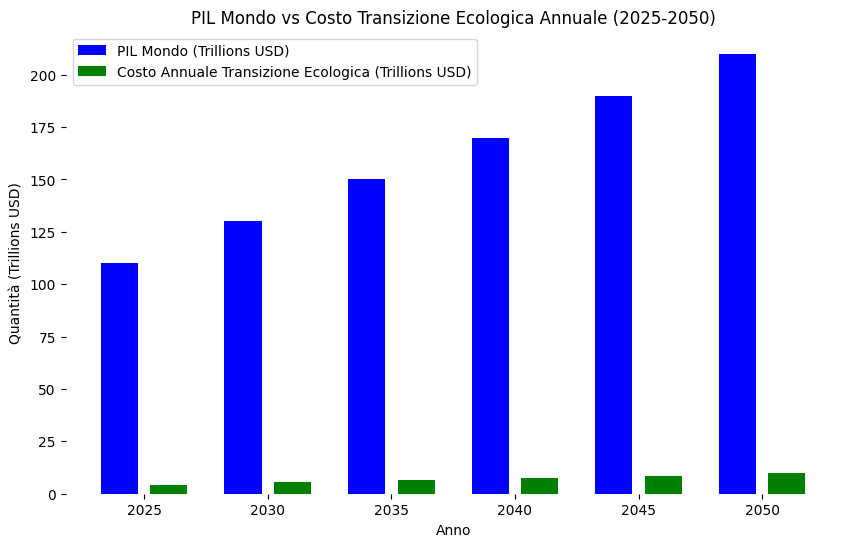 PIL Mondo vs Costo Transizione Ecologica Annuale (2025-2050)
PIL Mondo (Trillions USD)
Costo Annuale Transizione Ecologica (Trillions USD)
Quantità (Trillions USD)
200
175
150
125
100
75
50
25
0
2025 2030 2035 2040 2045 2050
Anno